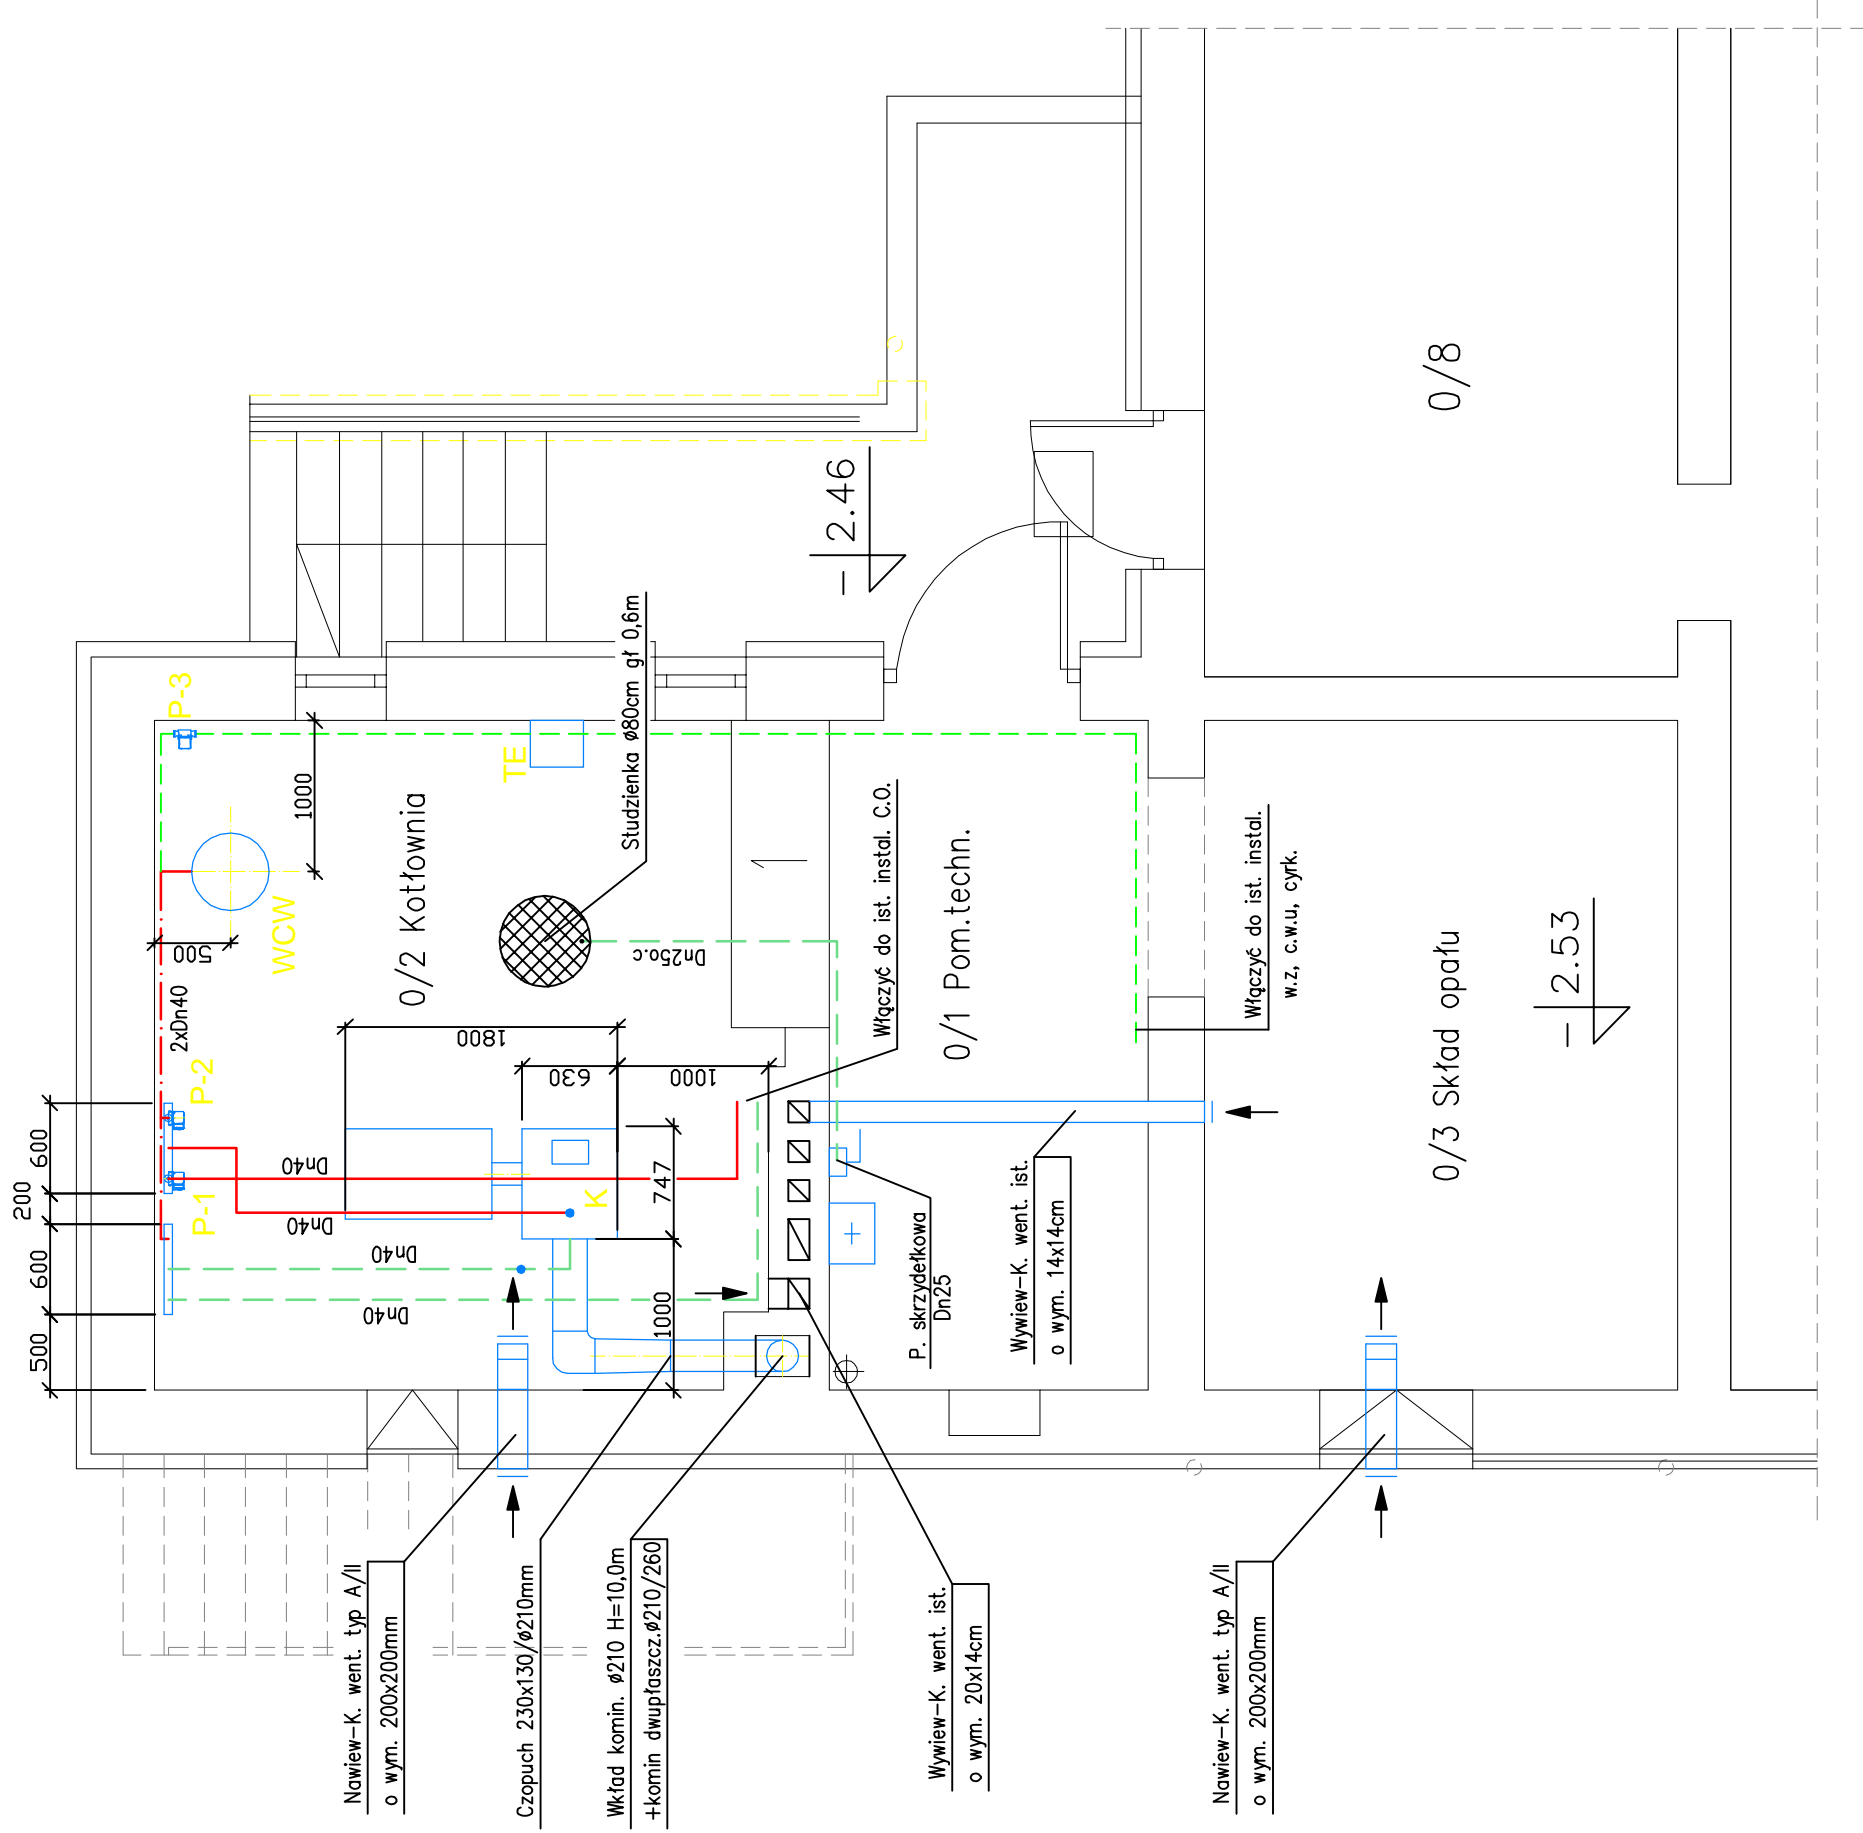 P-3
1000
WCW
500
2xDn40
P-2
P-1
600
200
600
500
0/2 Kotłownia
TE
Studzienka ø80cm gł 0,6m
Dn25o.c
1800
630
1000
747
1000
K
Dn40
Dn40
Dn40
Dn40
1
- 2.46
0/8
Włączyć do ist. instal. C.O.
0/1 Pom.techn.
Włączyć do ist. instal.
w.z, c.w.u, cyrk.
0/3 Skład opału
- 2.53
P. skrzydełkowa
Dn25
Wywiew-K. went. ist.
o wym. 14x14cm
Nawiew-K. went. typ A/II
o wym. 200x200mm
Czopuch 230x130/ø210mm
Wkład komin. ø210 H=10,0m
+komin dwupłaszcz.ø210/260
Wywiew-K. went. ist.
o wym. 20x14cm
Nawiew-K. went. typ A/II
o wym. 200x200mm